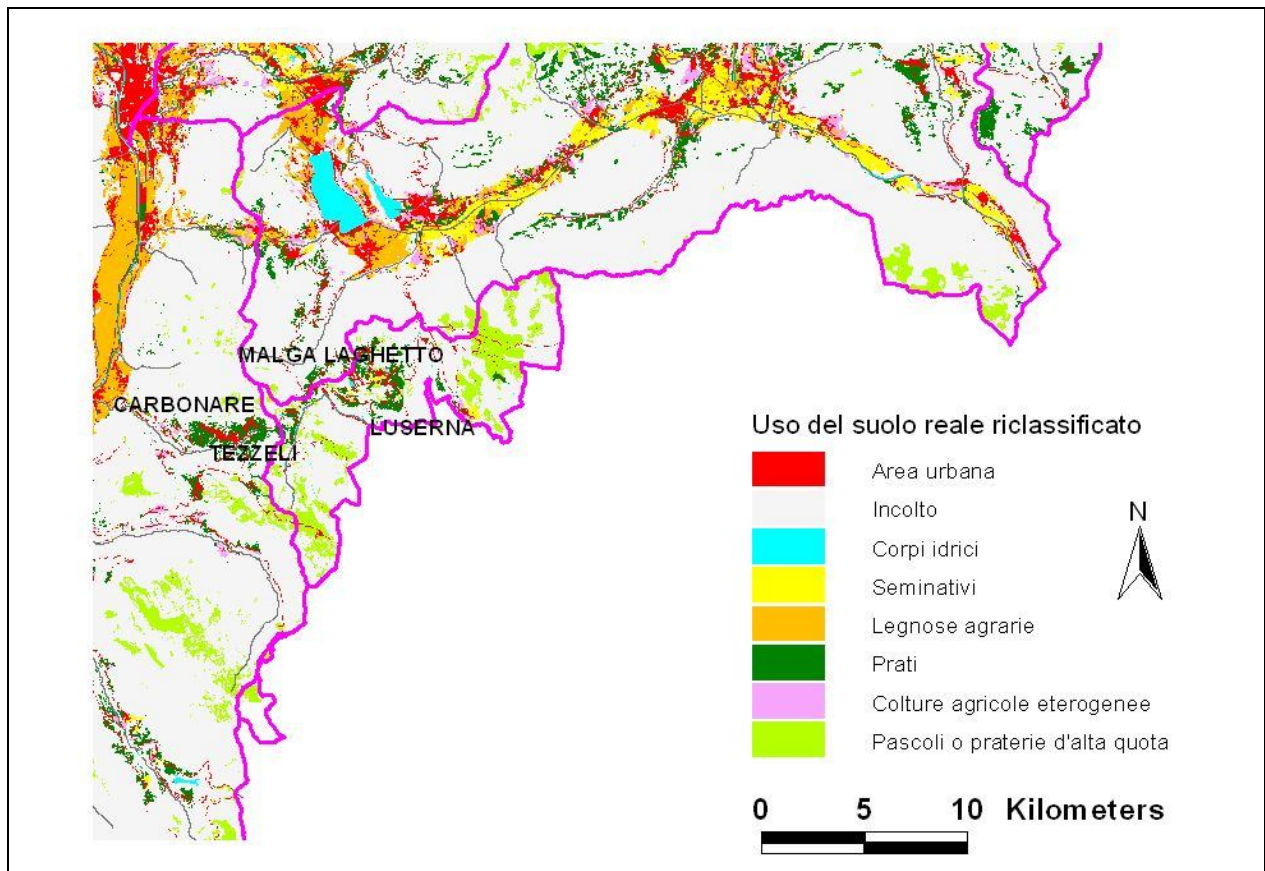 MALGA LAGHETTO
CARBONARE
LUSERNA
TEZZELI
Uso del suolo reale riclassificato
Area urbana
Incolto
Corpi idrici
Seminativi
Legnose agrarie
Prati
Colture agricole eterogenee
Pascoli o praterie d'alta quota
N
0 5 10 Kilometers